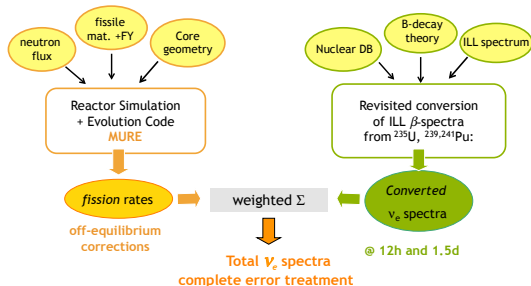 neutron
flux
fissile
mat. +FY
Core
geometry
Nuclear DB
B-decay
theory
ILL spectrum
Reactor Simulation
+ Evolution Code
MURE
Revisited conversion
of ILL β-spectra
from ²³⁵U, ²³⁹,²⁴¹Pu:
fission rates
weighted Σ
Converted
νₑ spectra
off-equilibrium
corrections
@ 12h and 1.5d
Total νₑ spectra
complete error treatment